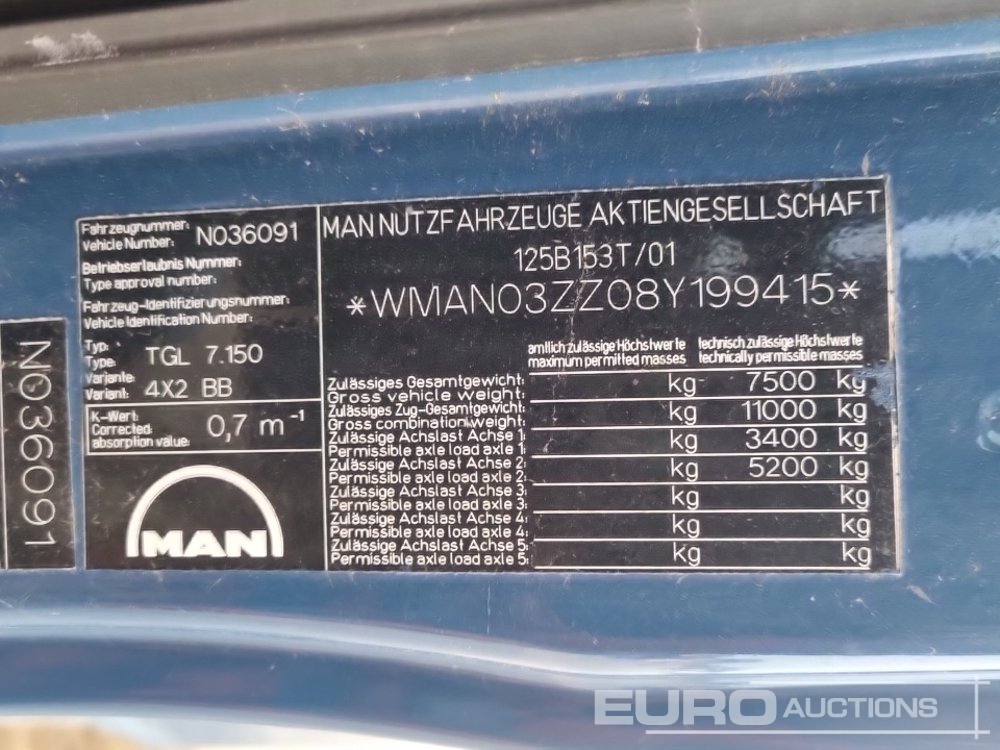 N036091
Fahrzeugnummer:
Vehicle Number: N036091
Betriebserlaubnis Nummer:
Type approval number:
Fahrzeug-Identifizierungsnummer:
Vehicle Identification Number:
Typ:
Type: TGL 7.150
Variante
Variant: 4X2 BB
K-Wert:
Corrected
absorption value: 0,7 m⁻¹
MAN
MAN NUTZFAHRZEUGE AKTIENGESELLSCHAFT
125B153T/01
*WMAN03ZZ08Y199415*
amtlich zulässige Höchstwerte technisch zulässige Höchstwerte
maximum permitted masses technically permissible masses
Zulässiges Gesamtgewicht: kg 7500 kg
Gross vehicle weight:
Zulässiges Zug-Gesamtgewicht: kg 11000 kg
Gross combination weight:
Zulässige Achslast Achse 1: kg 3400 kg
Permissible axle load axle 1:
Zulässige Achslast Achse 2: kg 5200 kg
Permissible axle load axle 2:
Zulässige Achslast Achse 3: kg kg
Permissible axle load axle 3:
Zulässige Achslast Achse 4: kg kg
Permissible axle load axle 4:
Zulässige Achslast Achse 5: kg kg
Permissible axle load axle 5:
EURO AUCTIONS